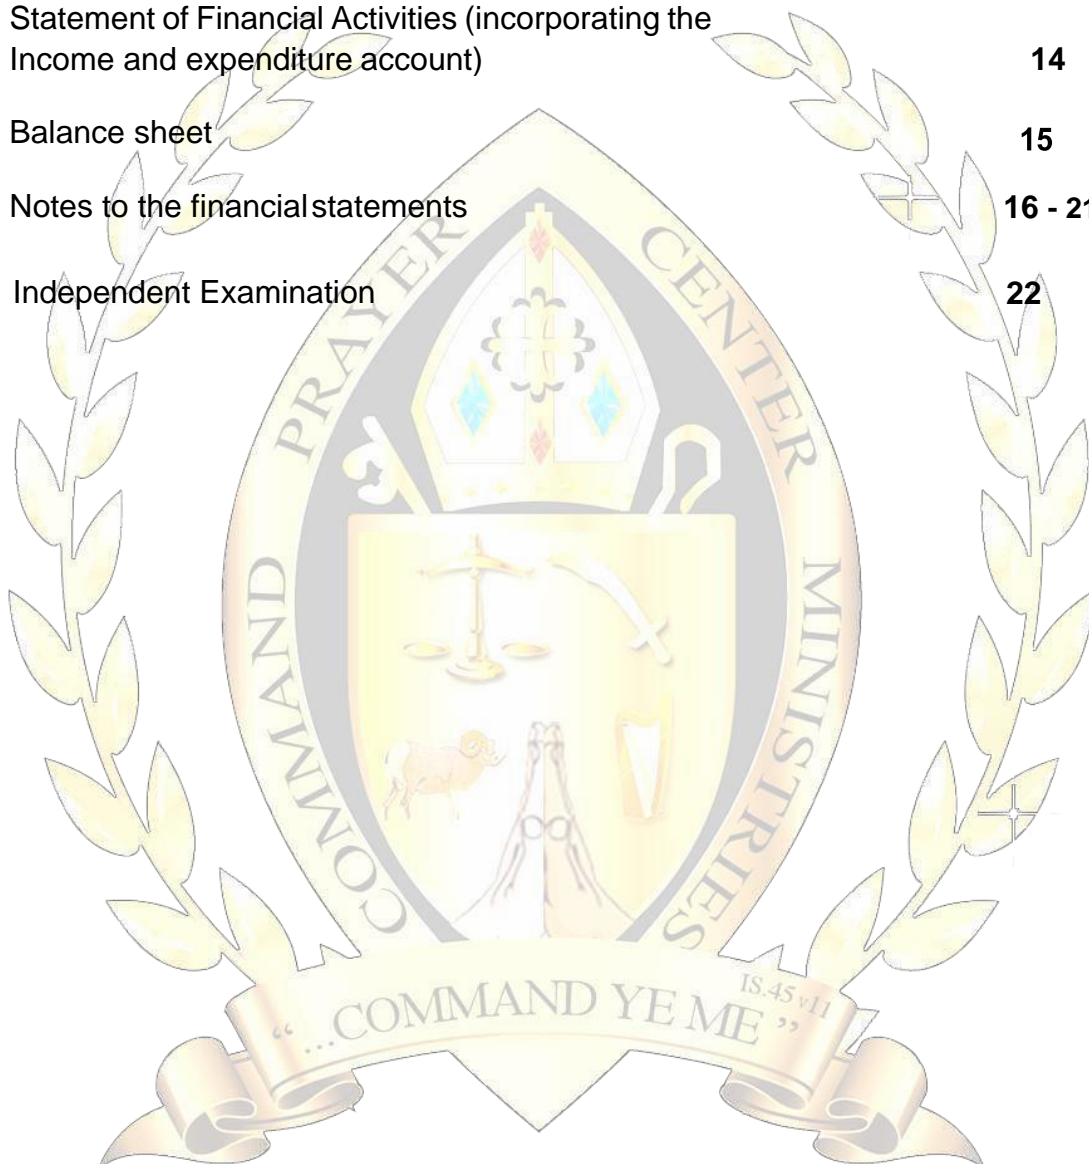 Statement of Financial Activities (incorporating the
Income and expenditure account) 14
Balance sheet 15
Notes to the financial statements 16 - 21
Independent Examination 22
COMMAND PRAYER CENTER MINISTRIES
“ ...COMMAND YE ME ”
IS.45 v11